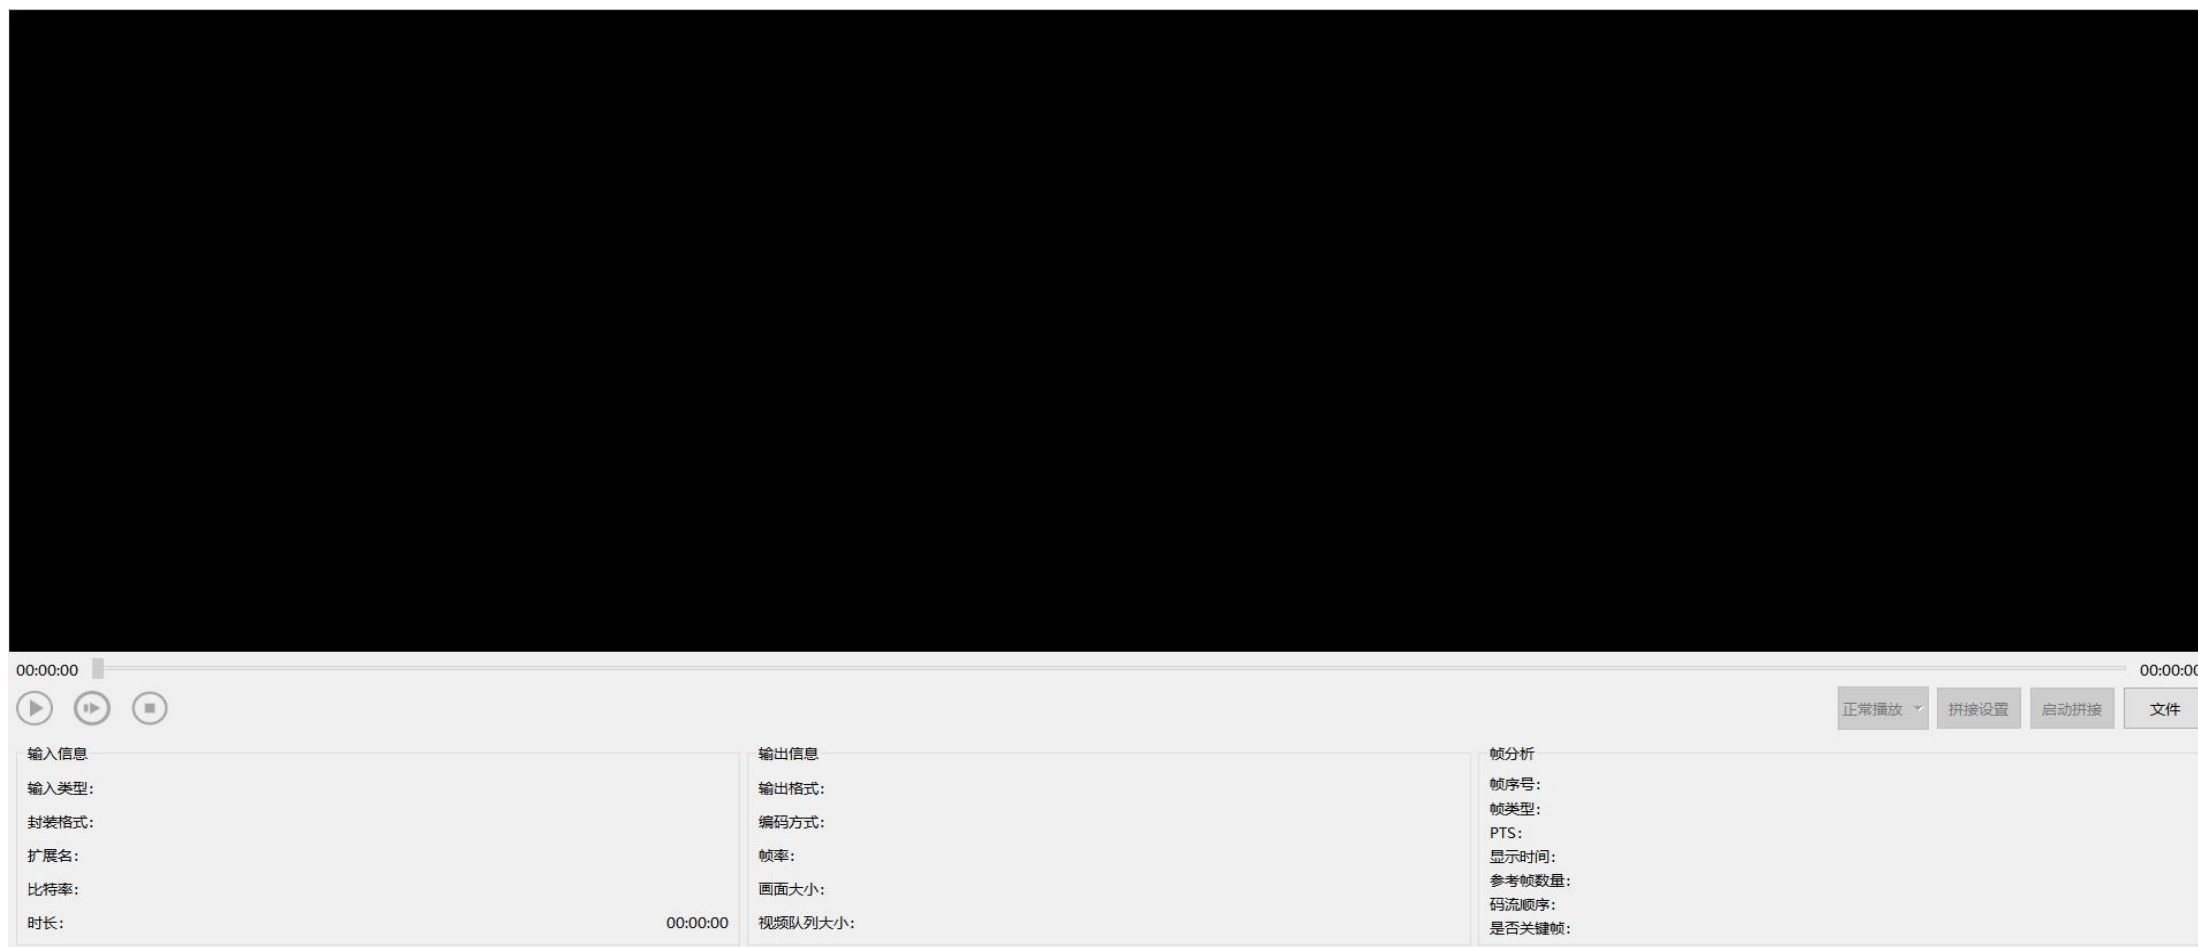 00:00:00 00:00:00
正常播放 拼接设置 启动拼接 文件
输入信息
输入类型:
封装格式:
扩展名:
比特率:
时长: 00:00:00
输出信息
输出格式:
编码方式:
帧率:
画面大小:
视频队列大小:
帧分析
帧序号:
帧类型:
PTS:
显示时间:
参考帧数量:
码流顺序:
是否关键帧: